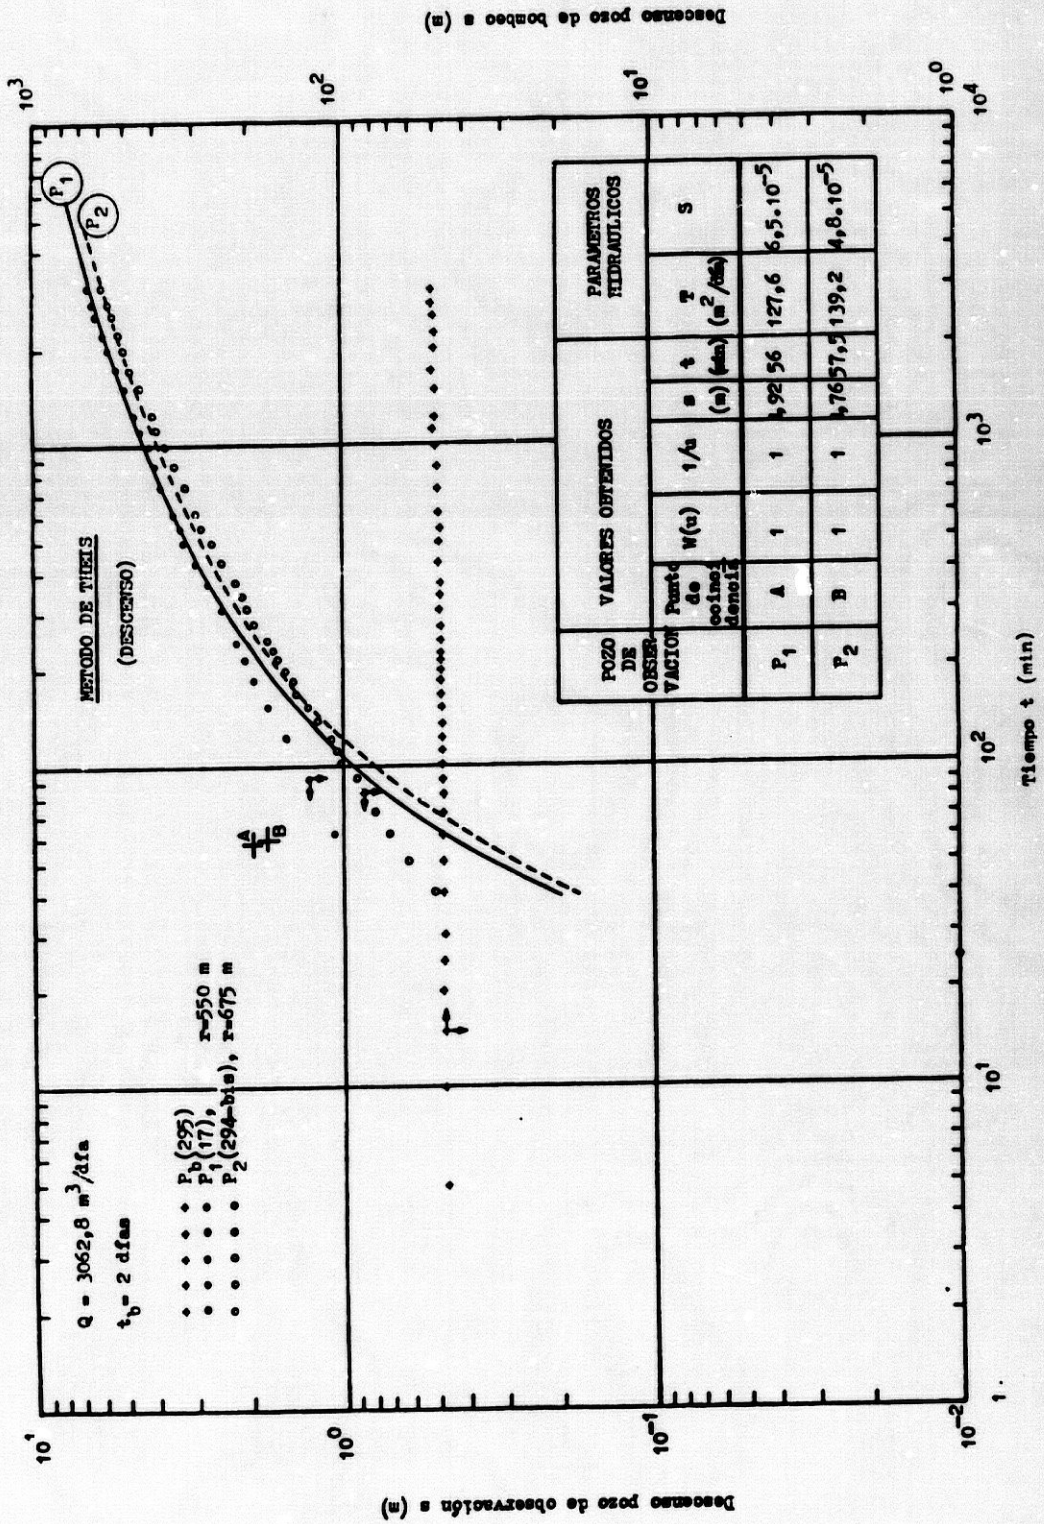 METODO DE THEIS
(DESCENSO)
Q = 3062,8 m³/día
t_b = 2 días
P_b(295)
P_1(17), r=550 m
P_2(294-bis), r=675 m
P_1
P_2
A
B
Descenso pozo de observación s (m)
10¹
10⁰
10⁻¹
10⁻²
Descenso pozo de bombeo s (m)
10³
10²
10¹
10⁰
1.
10¹
10²
10³
10⁴
Tiempo t (min)
POZO DE OBSERVACION
VALORES OBTENIDOS
PARAMETROS HIDRAULICOS
Punto de coincidencia
W(u)
1/u
s (m)
t (min)
T (m²/día)
S
P_1 A 1 1 1,92 56 127,6 6,5.10⁻⁵
P_2 B 1 1 1,76 57,5 139,2 4,8.10⁻⁵